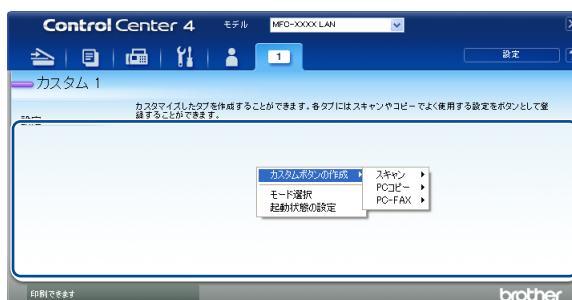 Control Center 4 モデル MFC-XXXX LAN
1 設定
カスタム 1
カスタマイズしたタブを作成することができます。各タブにはスキャンやコピーでよく使用する設定をボタンとして登
録することができます。
カスタムボタンの作成
スキャン
PCコピー
PC-FAX
モード選択
起動状態の設定
印刷できます
brother